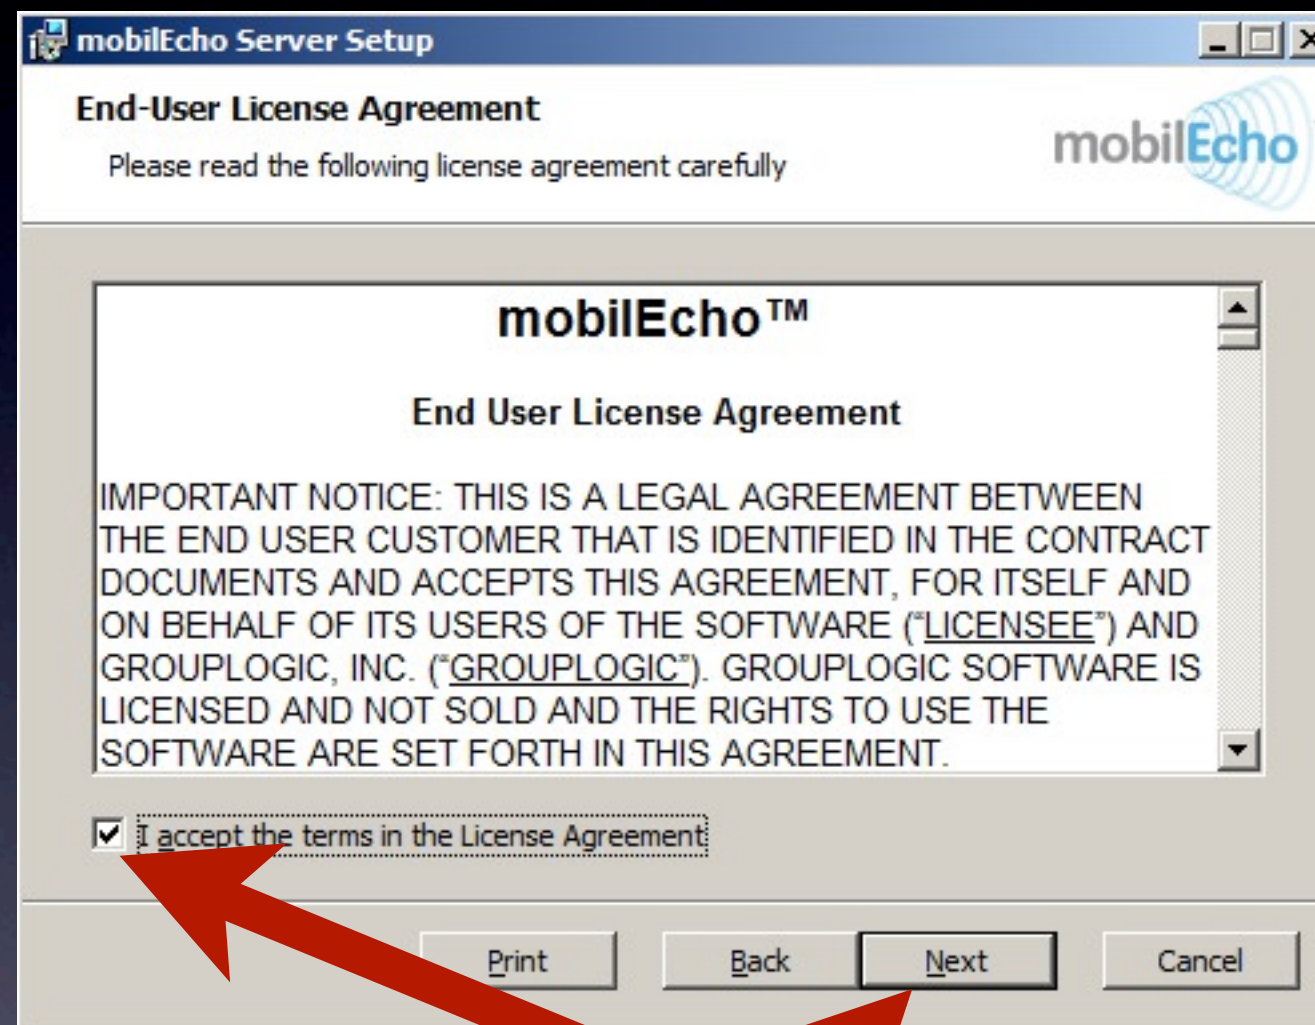 mobilEcho Server Setup
End-User License Agreement
Please read the following license agreement carefully
mobilEcho
mobilEcho™
End User License Agreement
IMPORTANT NOTICE: THIS IS A LEGAL AGREEMENT BETWEEN
THE END USER CUSTOMER THAT IS IDENTIFIED IN THE CONTRACT
DOCUMENTS AND ACCEPTS THIS AGREEMENT, FOR ITSELF AND
ON BEHALF OF ITS USERS OF THE SOFTWARE (“LICENSEE”) AND
GROUPLOGIC, INC. (“GROUPLOGIC”). GROUPLOGIC SOFTWARE IS
LICENSED AND NOT SOLD AND THE RIGHTS TO USE THE
SOFTWARE ARE SET FORTH IN THIS AGREEMENT.
I accept the terms in the License Agreement
Print Back Next Cancel